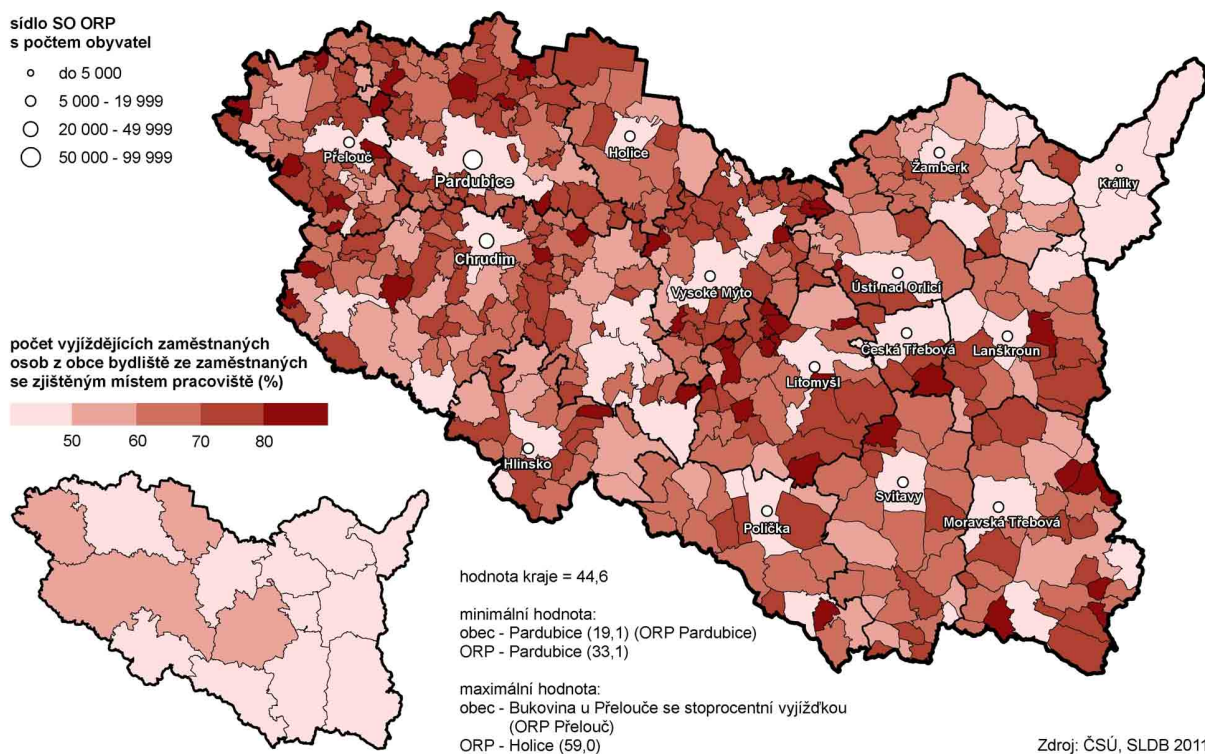 sídlo SO ORP
s počtem obyvatel
do 5 000
5 000 - 19 999
20 000 - 49 999
50 000 - 99 999
Přelouč
Pardubice
Holice
Žamberk
Králíky
Chrudim
Vysoké Mýto
Ústí nad Orlicí
Česká Třebová
Lanškroun
Litomyšl
Hlinsko
Svitavy
Polička
Moravská Třebová
počet vyjíždějících zaměstnaných
osob z obce bydliště ze zaměstnaných
se zjištěným místem pracoviště (%)
50 60 70 80
hodnota kraje = 44,6
minimální hodnota:
obec - Pardubice (19,1) (ORP Pardubice)
ORP - Pardubice (33,1)
maximální hodnota:
obec - Bukovina u Přelouče se stoprocentní vyjížďkou
(ORP Přelouč)
ORP - Holice (59,0)
Zdroj: ČSÚ, SLDB 2011